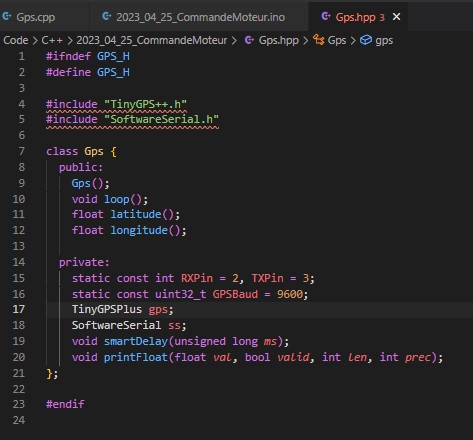 Gps.cpp 2023_04_25_CommandeMoteur.ino Gps.hpp 3
Code > C++ > 2023_04_25_CommandeMoteur > Gps.hpp > Gps > gps
1 #ifndef GPS_H
2 #define GPS_H
3
4 #include "TinyGPS++.h"
5 #include "SoftwareSerial.h"
6
7 class Gps {
8 public:
9 Gps();
10 void loop();
11 float latitude();
12 float longitude();
13
14 private:
15 static const int RXPin = 2, TXPin = 3;
16 static const uint32_t GPSBaud = 9600;
17 TinyGPSPlus gps;
18 SoftwareSerial ss;
19 void smartDelay(unsigned long ms);
20 void printFloat(float val, bool valid, int len, int prec);
21 };
22
23 #endif
24